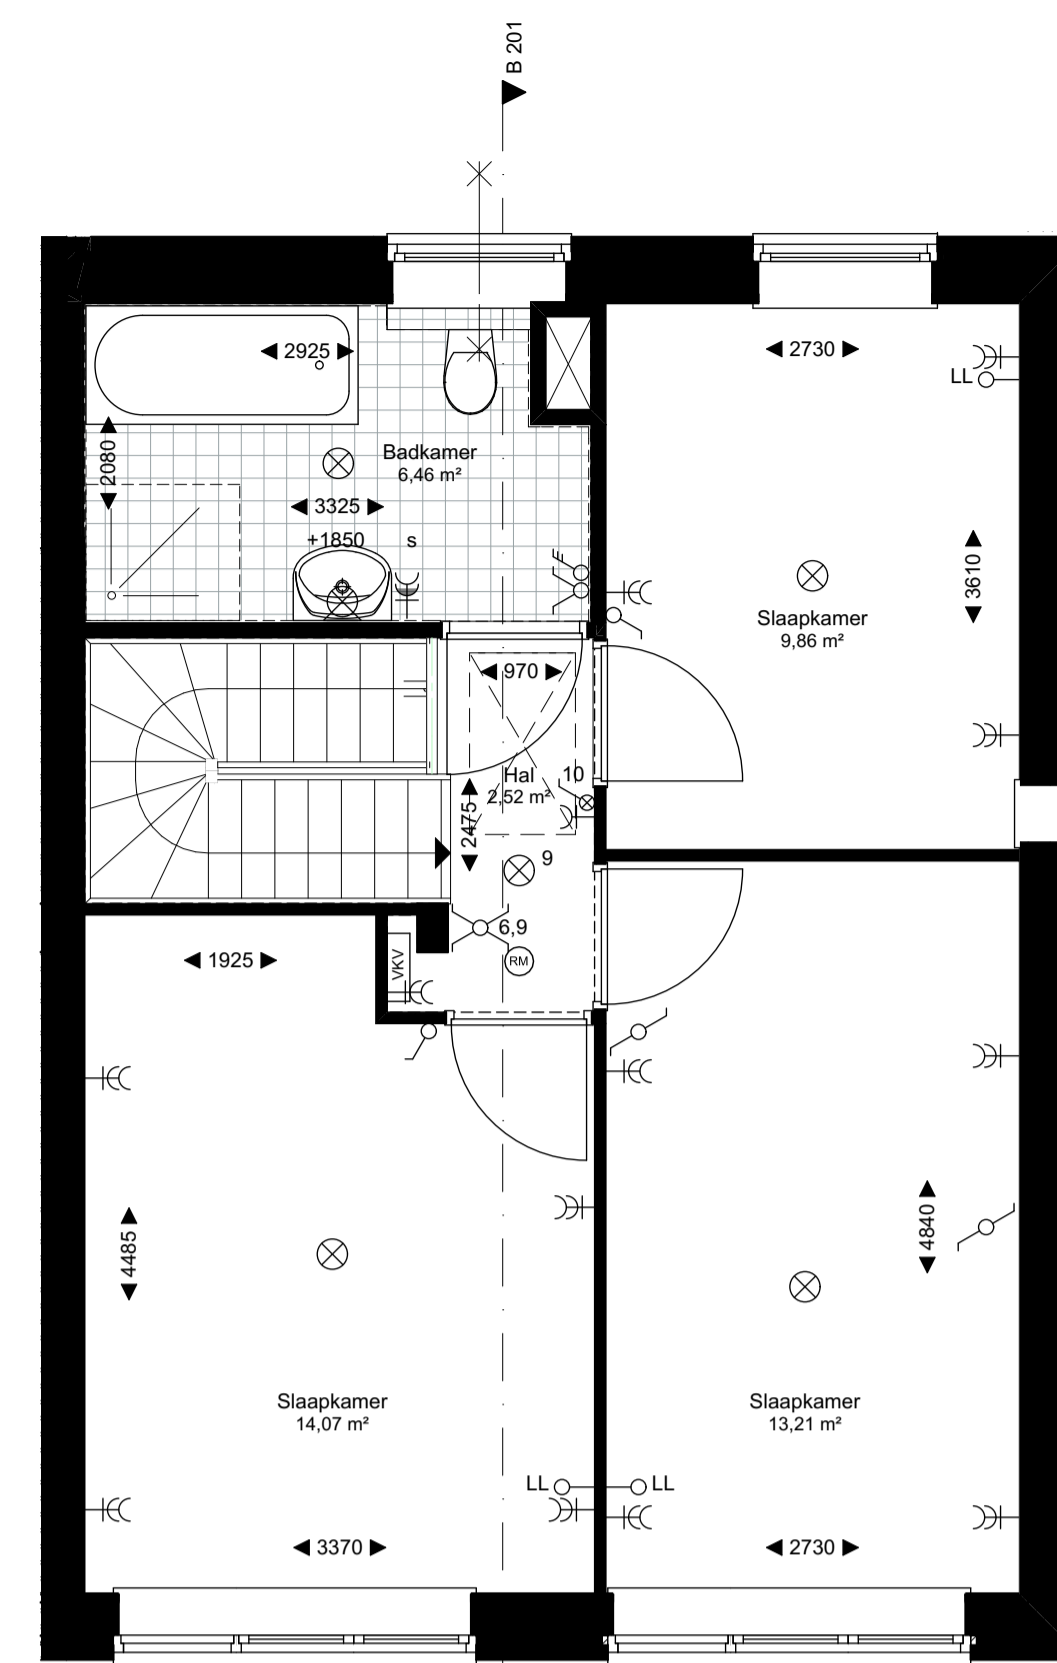 B 201
2925
2730
LL
2080
Badkamer
6,46 m²
3325
+1850
s
F
3610
Slaapkamer
9,86 m²
970
Hal
10
2,52 m²
2475
9
6,9
RM
VKV
1925
4485
4840
Slaapkamer
14,07 m²
Slaapkamer
13,21 m²
LL
LL
3370
2730